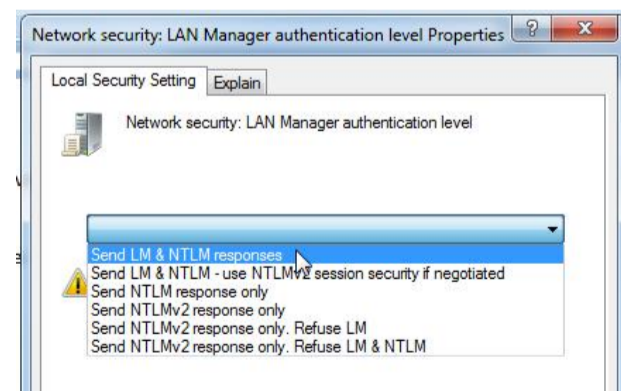 Network security: LAN Manager authentication level Properties
Local Security Setting
Explain
Network security: LAN Manager authentication level
Send LM & NTLM responses
Send LM & NTLM - use NTLMv2 session security if negotiated
Send NTLM response only
Send NTLMv2 response only
Send NTLMv2 response only. Refuse LM
Send NTLMv2 response only. Refuse LM & NTLM